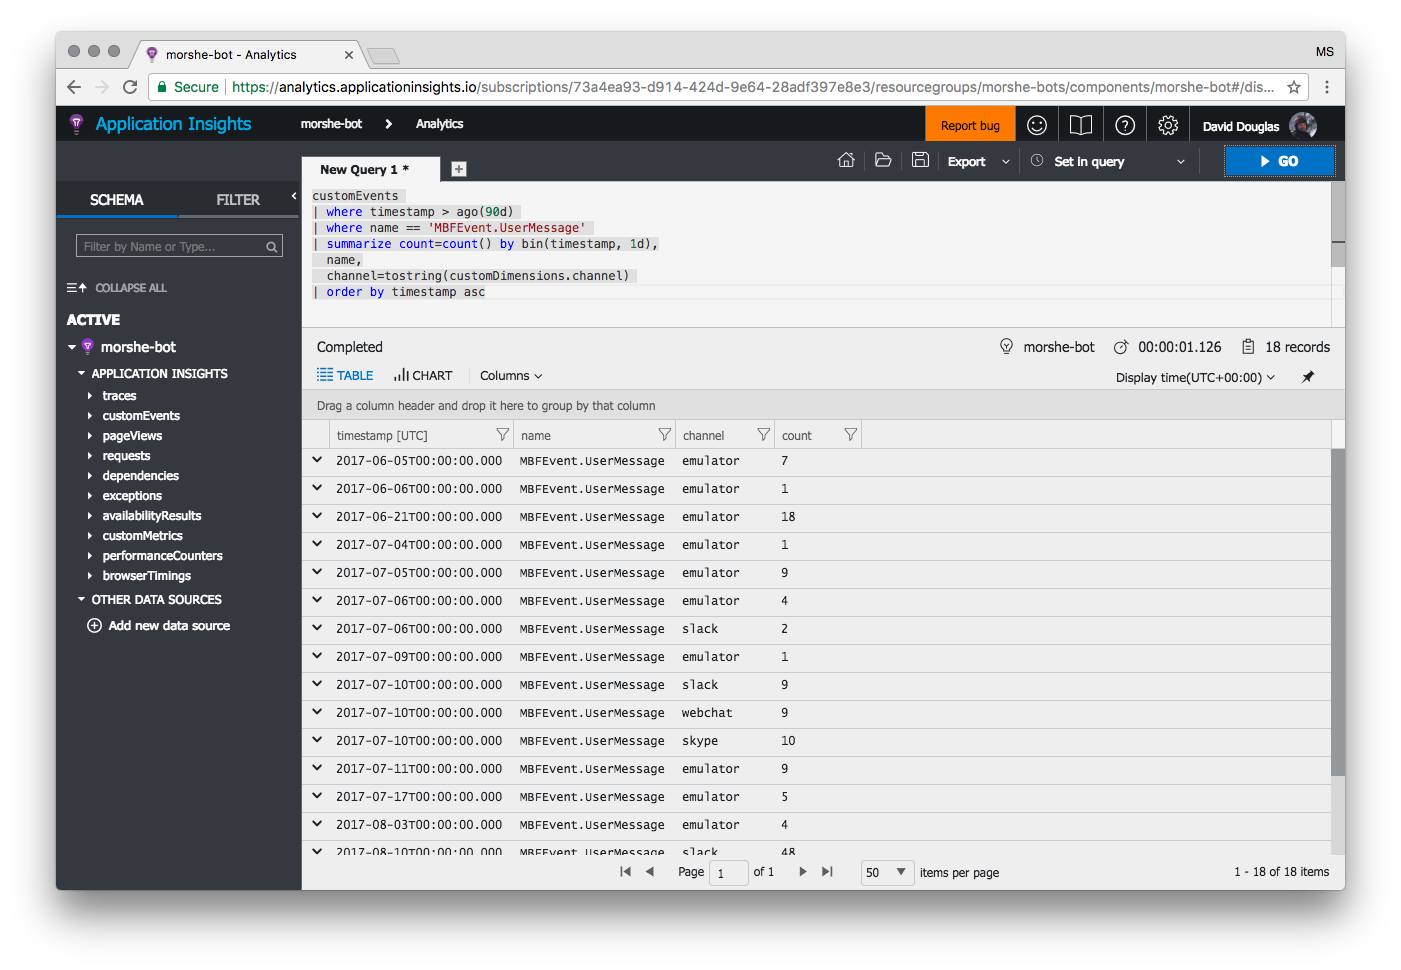 morshe-bot - Analytics
MS
Secure https://analytics.applicationinsights.io/subscriptions/73a4ea93-d914-424d-9e64-28adf397e8e3/resourcegroups/morshe-bots/components/morshe-bot#/dis...
Application Insights morshe-bot > Analytics Report bug David Douglas
New Query 1 * Export Set in query GO
SCHEMA FILTER
Filter by Name or Type...
COLLAPSE ALL
ACTIVE
morshe-bot
APPLICATION INSIGHTS
traces
customEvents
pageViews
requests
dependencies
exceptions
availabilityResults
customMetrics
performanceCounters
browserTimings
OTHER DATA SOURCES
Add new data source
customEvents
| where timestamp > ago(90d)
| where name == 'MBFEvent.UserMessage'
| summarize count=count() by bin(timestamp, 1d),
name,
channel=tostring(customDimensions.channel)
| order by timestamp asc
Completed morshe-bot 00:00:01.126 18 records
TABLE CHART Columns Display time(UTC+00:00)
Drag a column header and drop it here to group by that column
timestamp [UTC] name channel count
2017-06-05T00:00:00.000 MBFEvent.UserMessage emulator 7
2017-06-06T00:00:00.000 MBFEvent.UserMessage emulator 1
2017-06-21T00:00:00.000 MBFEvent.UserMessage emulator 18
2017-07-04T00:00:00.000 MBFEvent.UserMessage emulator 1
2017-07-05T00:00:00.000 MBFEvent.UserMessage emulator 9
2017-07-06T00:00:00.000 MBFEvent.UserMessage emulator 4
2017-07-06T00:00:00.000 MBFEvent.UserMessage slack 2
2017-07-09T00:00:00.000 MBFEvent.UserMessage emulator 1
2017-07-10T00:00:00.000 MBFEvent.UserMessage slack 9
2017-07-10T00:00:00.000 MBFEvent.UserMessage webchat 9
2017-07-10T00:00:00.000 MBFEvent.UserMessage skype 10
2017-07-11T00:00:00.000 MBFEvent.UserMessage emulator 9
2017-07-17T00:00:00.000 MBFEvent.UserMessage emulator 5
2017-08-03T00:00:00.000 MBFEvent.UserMessage emulator 4
2017-08-10T00:00:00.000 MBFEvent.UserMessage slack 48
Page 1 of 1 50 items per page 1 - 18 of 18 items